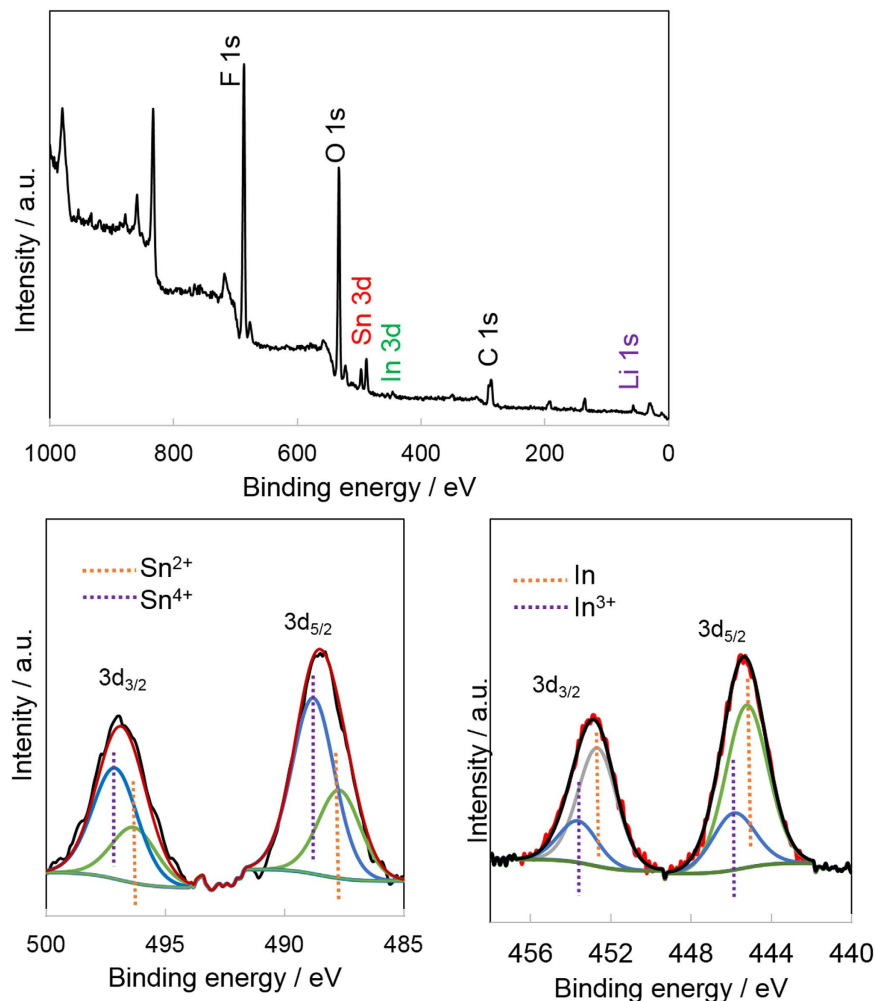 Intensity / a.u.
F 1s
O 1s
Sn 3d
In 3d
C 1s
Li 1s
1000 800 600 400 200 0
Binding energy / eV
Intenity / a.u.
Sn²⁺
Sn⁴⁺
3d₃/₂
3d₅/₂
500 495 490 485
Binding energy / eV
Intensity / a.u.
In
In³⁺
3d₃/₂
3d₅/₂
456 452 448 444 440
Binding energy / eV